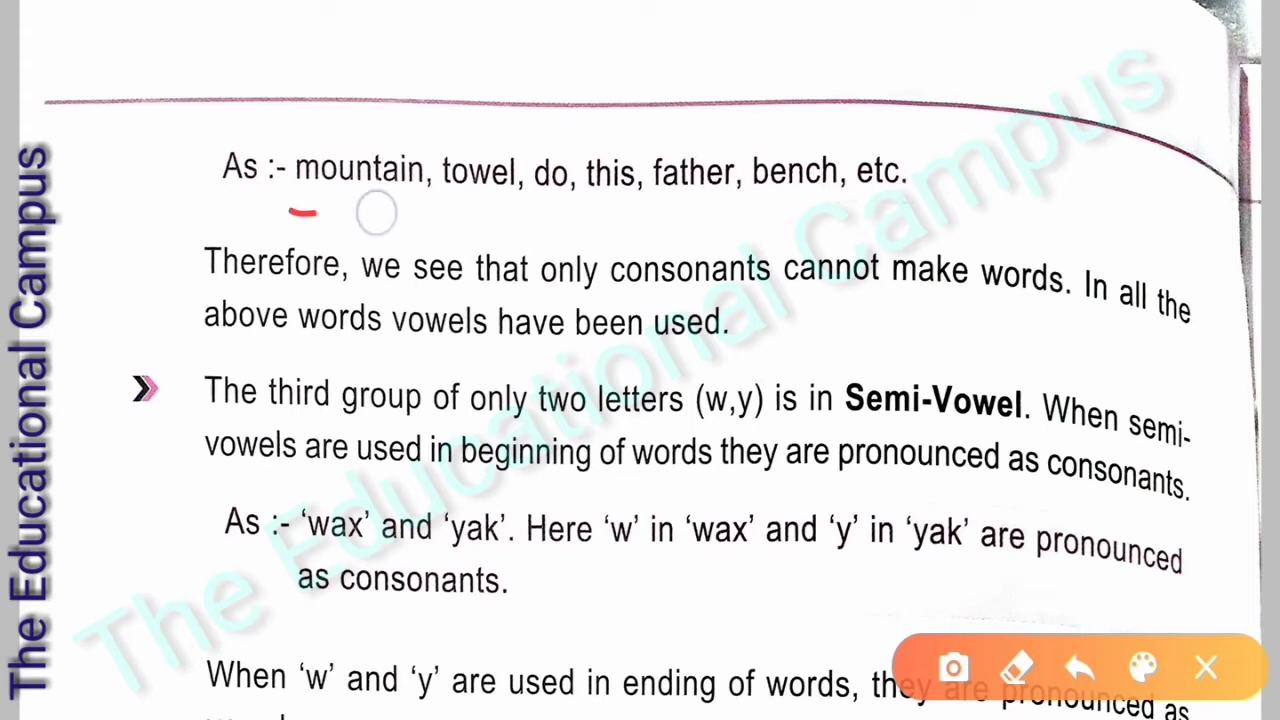 The Educational Campus
As :- mountain, towel, do, this, father, bench, etc.
Therefore, we see that only consonants cannot make words. In all the
above words vowels have been used.
The third group of only two letters (w,y) is in Semi-Vowel. When semi-
vowels are used in beginning of words they are pronounced as consonants.
As :- ‘wax’ and ‘yak’. Here ‘w’ in ‘wax’ and ‘y’ in ‘yak’ are pronounced
as consonants.
When ‘w’ and ‘y’ are used in ending of words, they are pronounced as
The Educational Campus